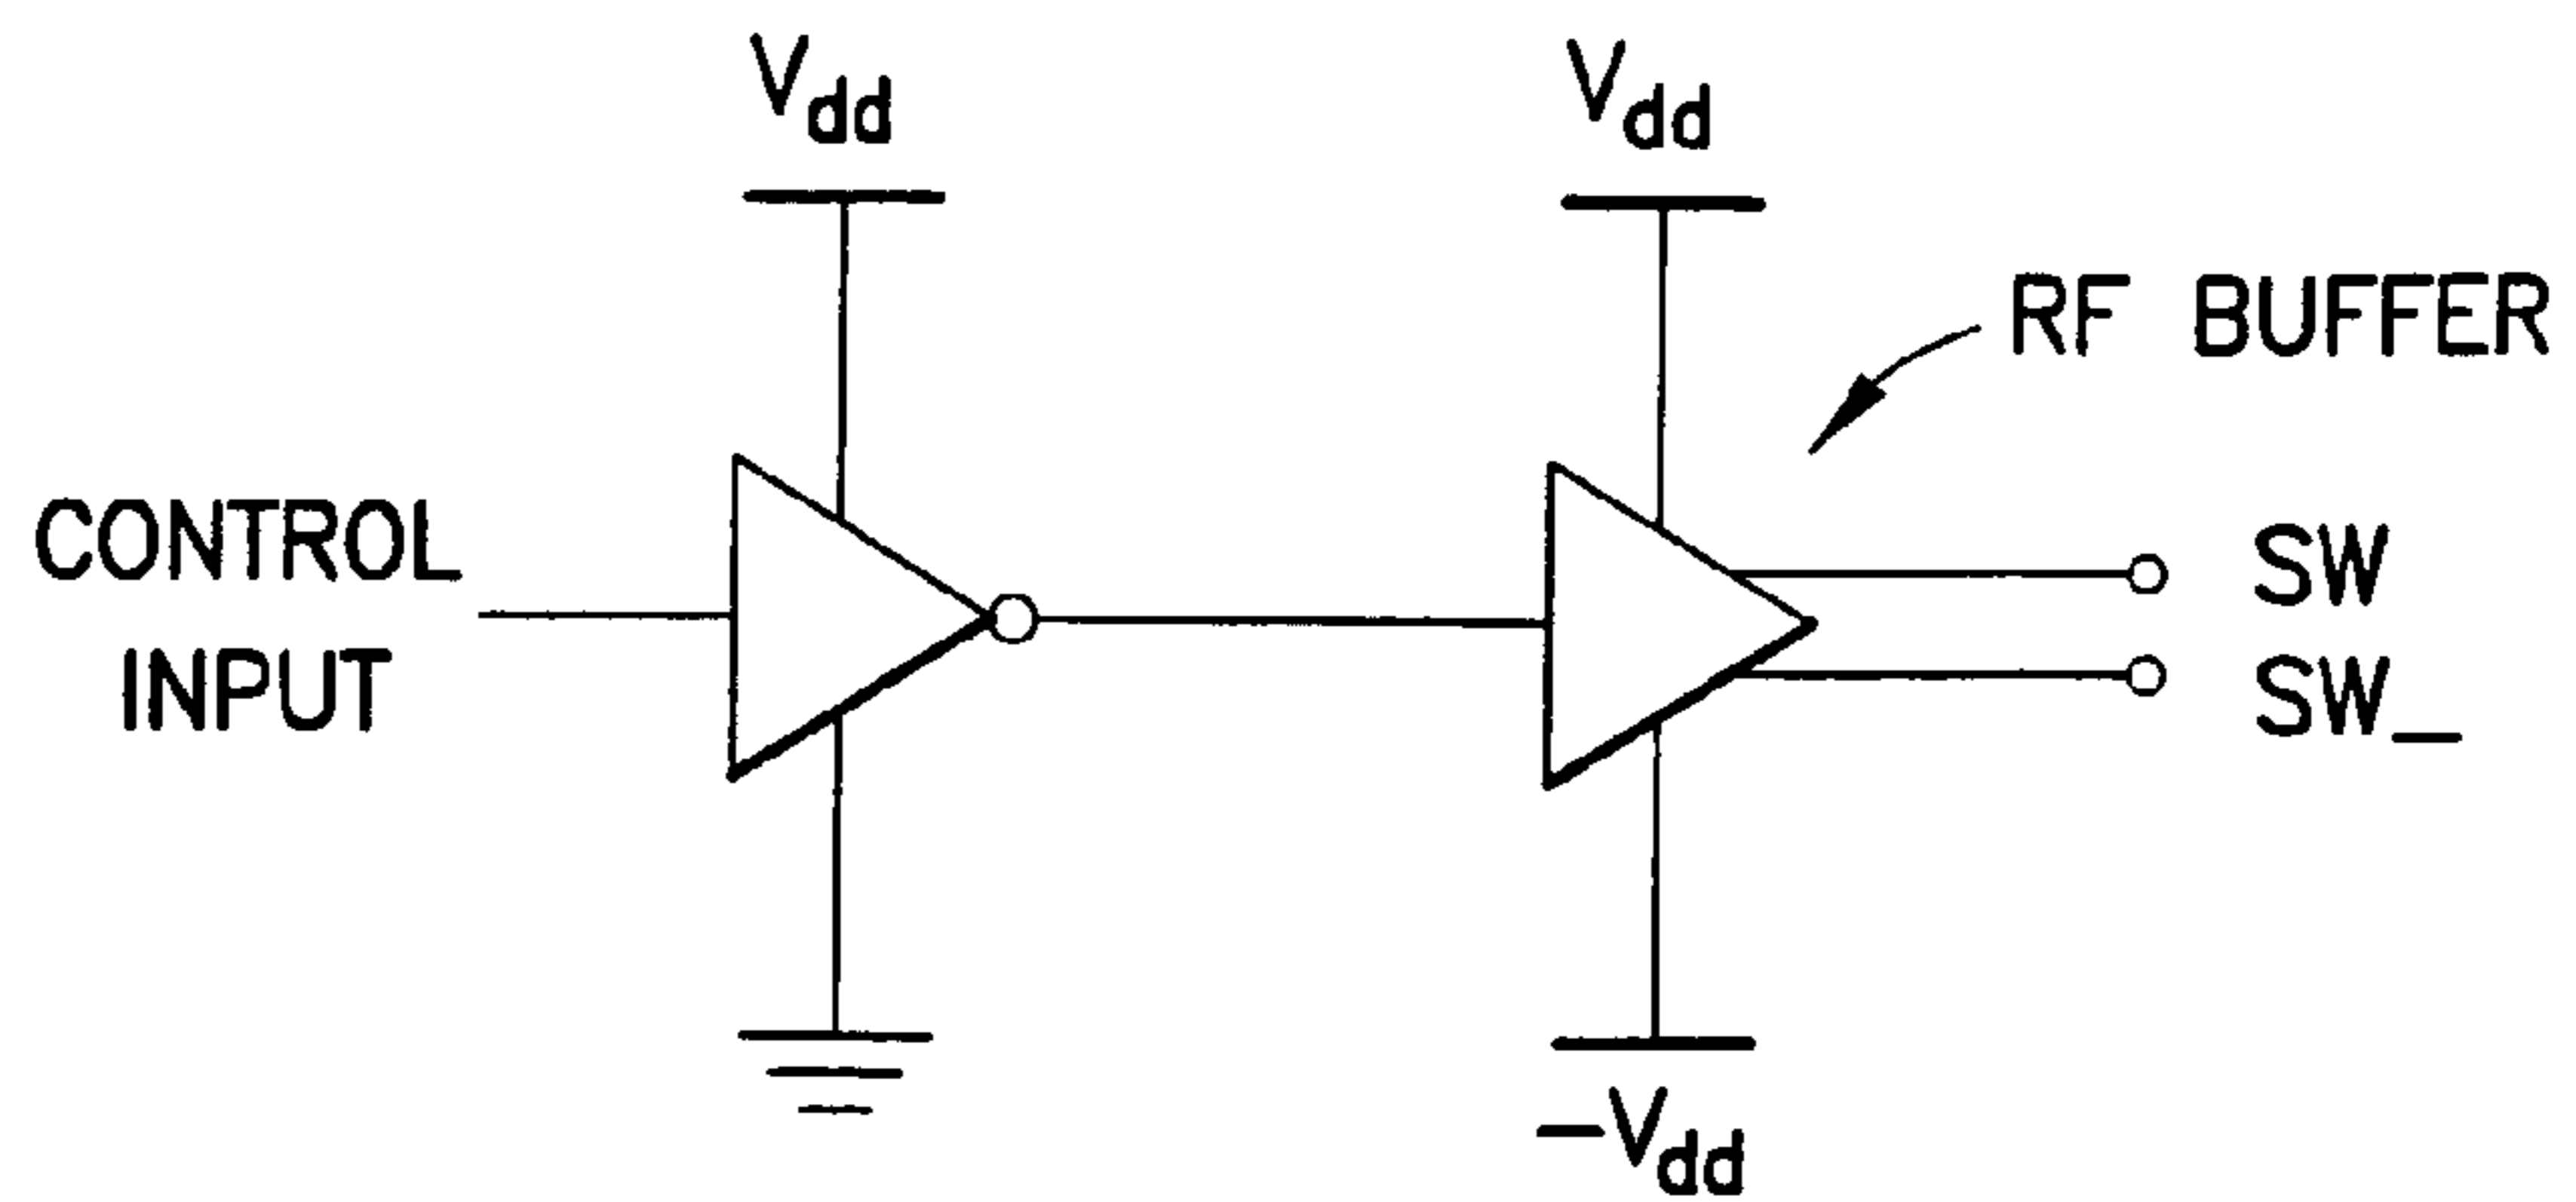 Vdd
Vdd
RF BUFFER
CONTROL
INPUT
SW
SW_
-Vdd